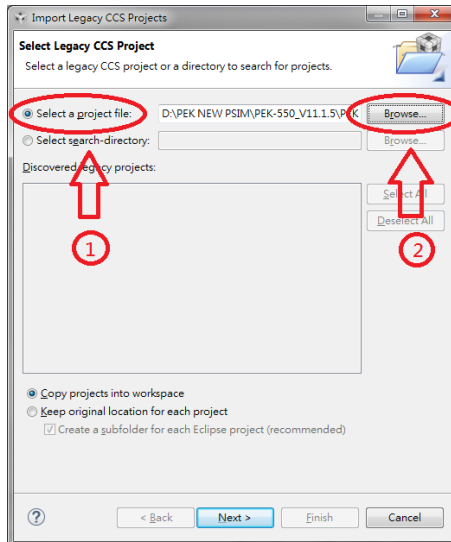 Import Legacy CCS Projects
Select Legacy CCS Project
Select a legacy CCS project or a directory to search for projects.
Select a project file: D:\PEK NEW PSIM\PEK-550_V11.1.5\PEK Browse...
Select search-directory: Browse...
Discovered legacy projects:
Select All
Deselect All
1 2
Copy projects into workspace
Keep original location for each project
Create a subfolder for each Eclipse project (recommended)
? < Back Next > Finish Cancel